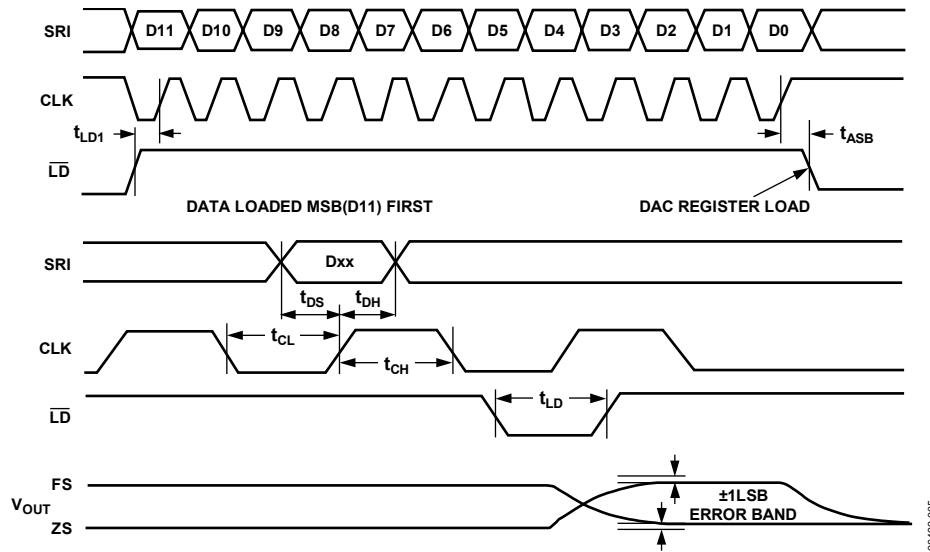 SRI D11 D10 D9 D8 D7 D6 D5 D4 D3 D2 D1 D0
CLK
tLD1 tASB
LD
DATA LOADED MSB(D11) FIRST DAC REGISTER LOAD
SRI Dxx
tDS tDH
CLK tCL tCH
LD tLD
FS
VOUT ±1LSB
ERROR BAND
ZS